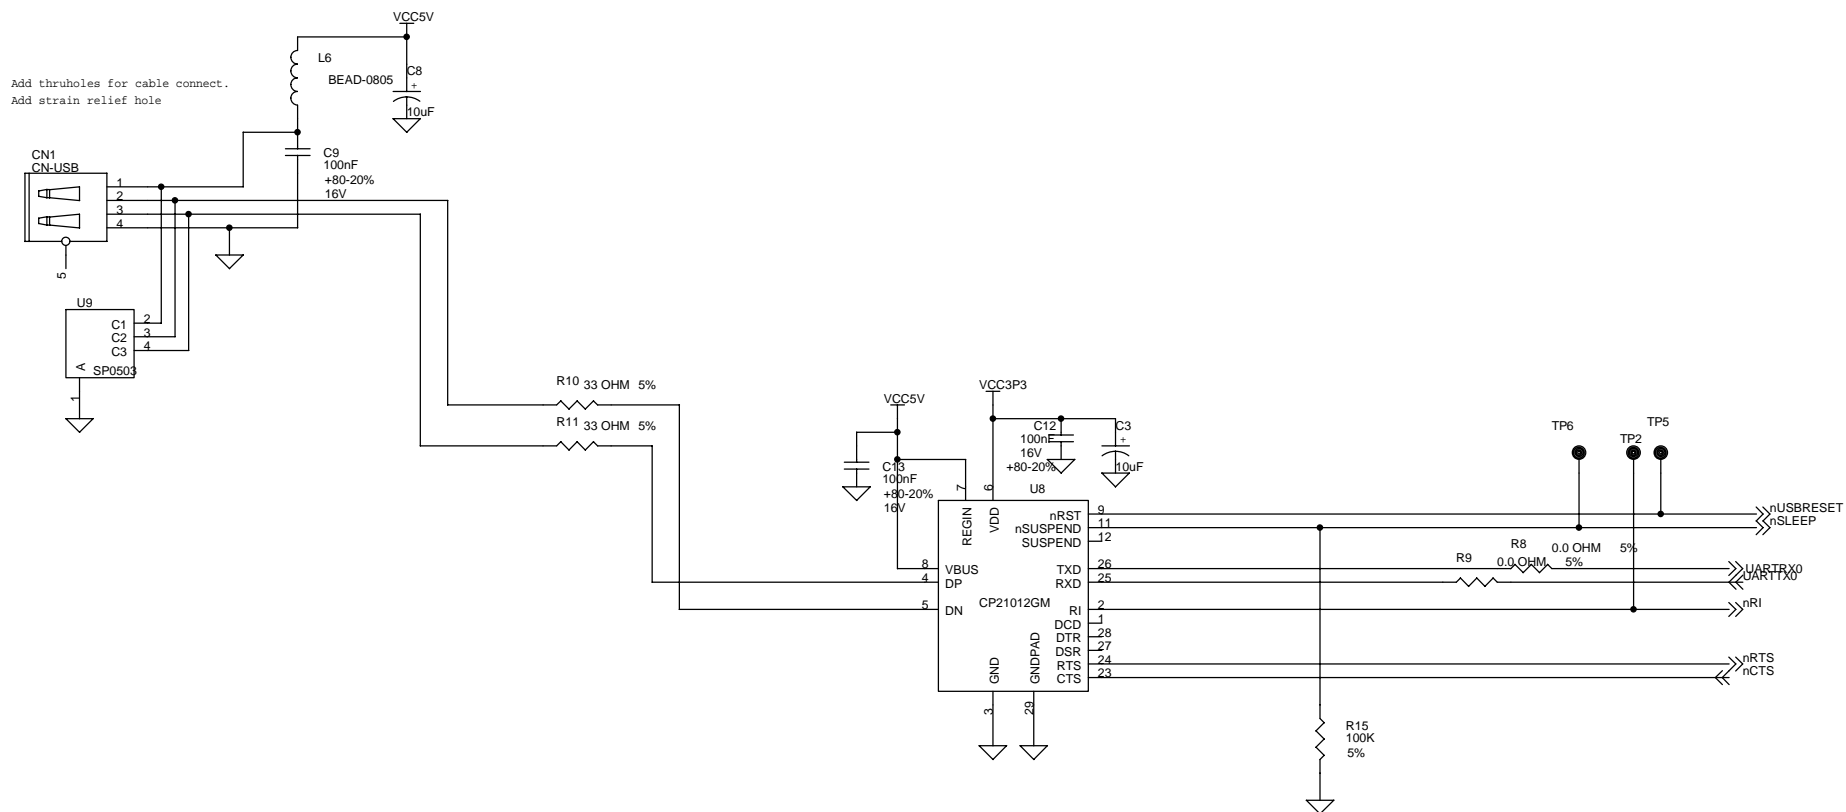 VCC5V
L6
BEAD-0805
C8
+
10uF
Add thruholes for cable connect.
Add strain relief hole
CN1
CN-USB
C9
100nF
+80-20%
16V
1
2
3
4
5
U9
C1 2
C2 3
C3 4
A
SP0503
1
R10 33 OHM 5%
R11 33 OHM 5%
VCC5V
VCC3P3
C13
100nF
+80-20%
16V
C12
100nF
16V
+80-20%
C3
+
10uF
U8
7
6
REGIN
VDD
nRST 9
nSUSPEND 11
SUSPEND 12
8 VBUS
4 DP
5 DN
CP21012GM
TXD 26
RXD 25
RI 2
DCD 1
DTR 28
DSR 27
RTS 24
CTS 23
GND
GNDPAD
3
29
TP6
TP2
TP5
nUSBRESET
nSLEEP
R8 0.0 OHM 5%
R9 0.0 OHM 5%
UARTRX0
UARTTX0
nRI
nRTS
nCTS
R15
100K
5%